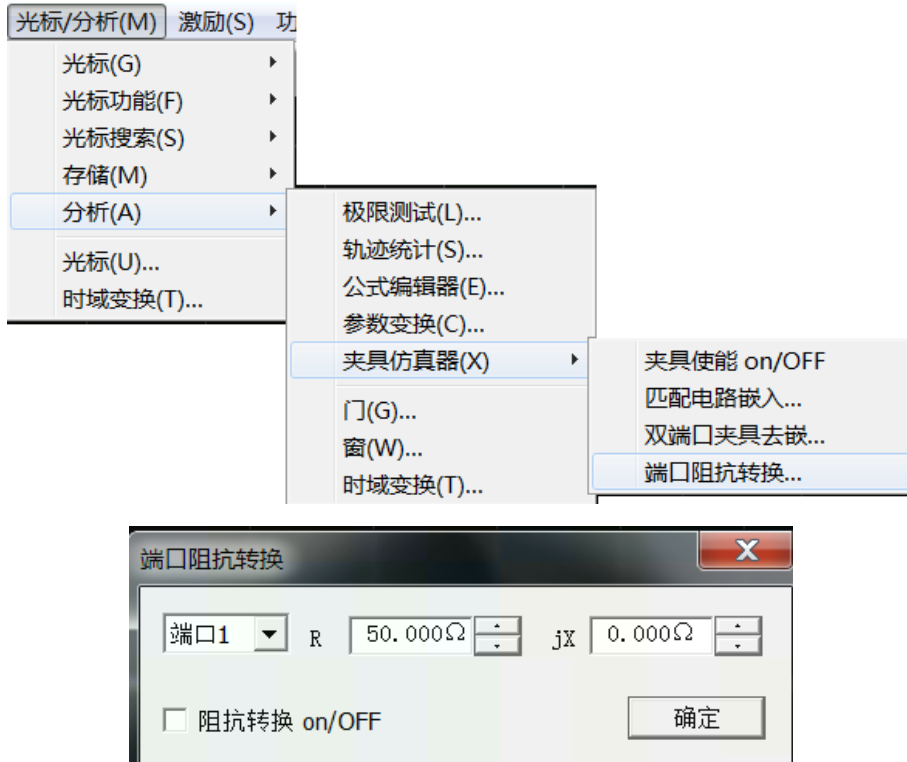 光标/分析(M) 激励(S) 功
光标(G)
光标功能(F)
光标搜索(S)
存储(M)
分析(A)
光标(U)...
时域变换(T)...
极限测试(L)...
轨迹统计(S)...
公式编辑器(E)...
参数变换(C)...
夹具仿真器(X)
门(G)...
窗(W)...
时域变换(T)...
夹具使能 on/OFF
匹配电路嵌入...
双端口夹具去嵌...
端口阻抗转换...
端口阻抗转换
端口1 R 50.000Ω jX 0.000Ω
阻抗转换 on/OFF 确定